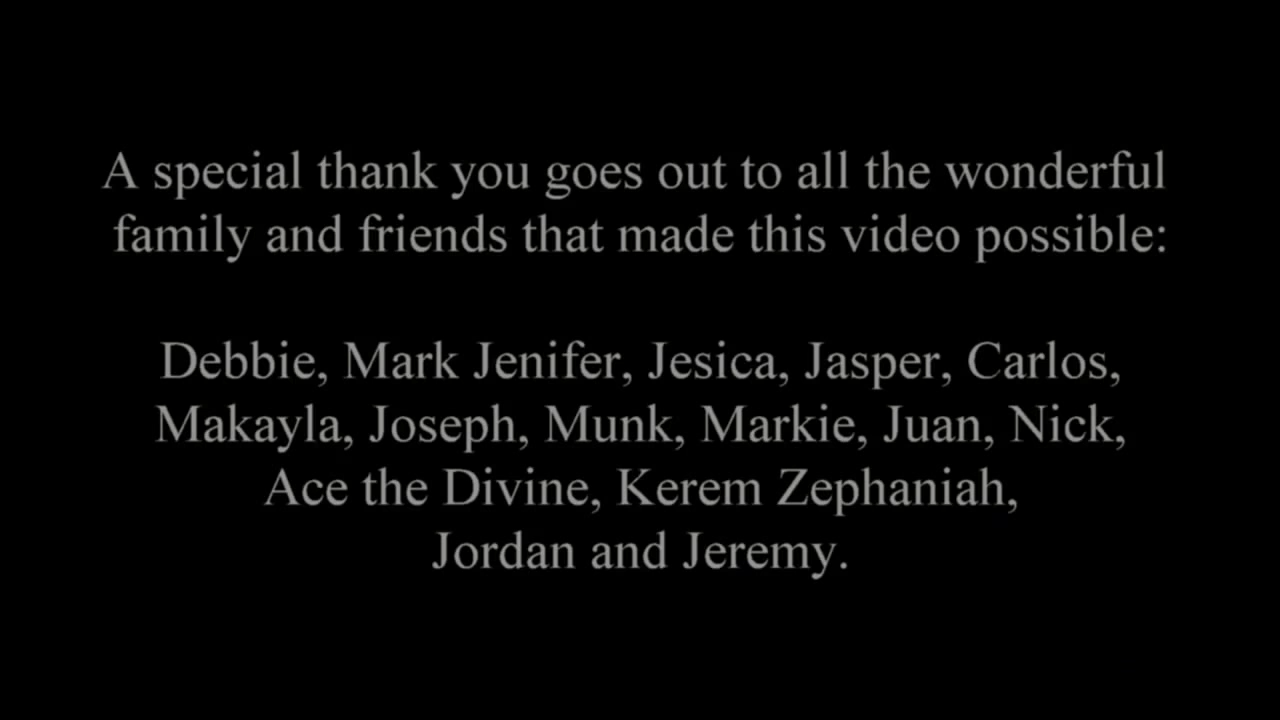 A special thank you goes out to all the wonderful
family and friends that made this video possible:
Debbie, Mark Jenifer, Jesica, Jasper, Carlos,
Makayla, Joseph, Munk, Markie, Juan, Nick,
Ace the Divine, Kerem Zephaniah,
Jordan and Jeremy.